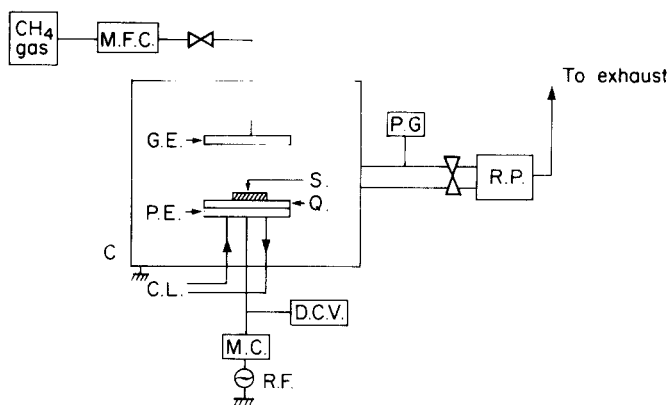 CH4
gas
M.F.C.
To exhaust
P.G
G.E.
R.P.
S.
Q.
P.E.
C
C.L.
D.C.V.
M.C.
R.F.